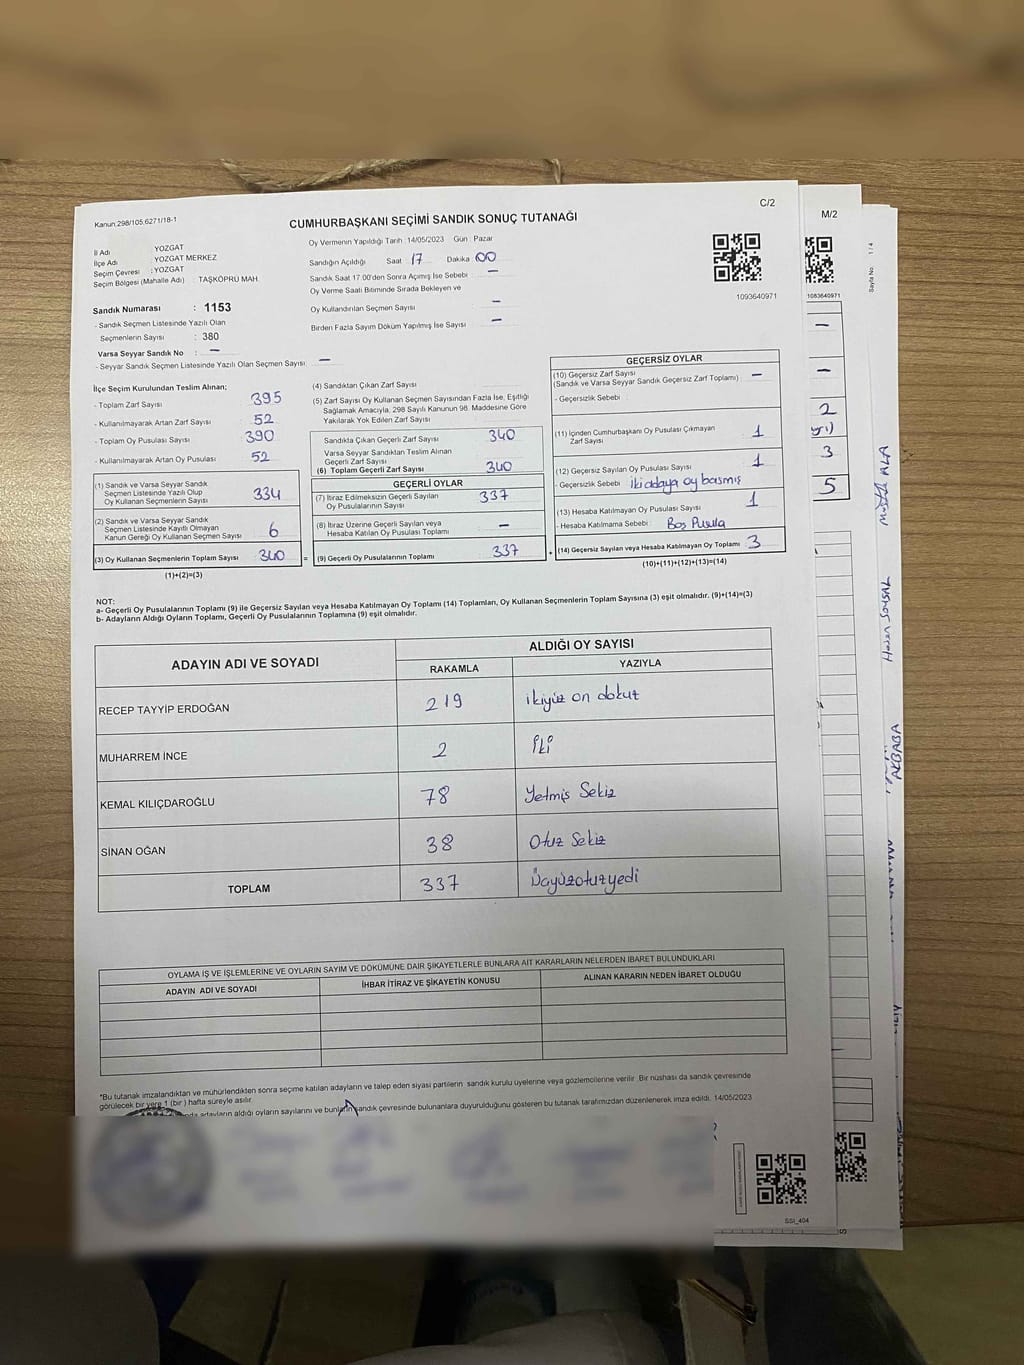 Kanun:298/105;6271/18-1
C/2
M/2
CUMHURBAŞKANI SEÇİMİ SANDIK SONUÇ TUTANAĞI
İl Adı YOZGAT
İlçe Adı YOZGAT MERKEZ
Seçim Çevresi : YOZGAT
Seçim Bölgesi (Mahalle Adı) : TAŞKÖPRÜ MAH.
Sandık Numarası : 1153
- Sandık Seçmen Listesinde Yazılı Olan
Seçmenlerin Sayısı : 380
Varsa Seyyar Sandık No : —
- Seyyar Sandık Seçmen Listesinde Yazılı Olan Seçmen Sayısı: —
Oy Vermenin Yapıldığı Tarih :14/05/2023 Gün : Pazar
Sandığın Açıldığı Saat 17 Dakika 00
Sandık Saat 17.00'den Sonra Açımış İse Sebebi —
Oy Verme Saati Bitiminde Sırada Bekleyen ve
Oy Kullandırılan Seçmen Sayısı —
Birden Fazla Sayım Döküm Yapılmış İse Sayısı —
1093640971
1083640971
Sayfa No: 1 / 4
İlçe Seçim Kurulundan Teslim Alınan;
- Toplam Zarf Sayısı 395
- Kullanılmayarak Artan Zarf Sayısı 52
- Toplam Oy Pusulası Sayısı 390
- Kullanılmayarak Artan Oy Pusulası 52
(1) Sandık ve Varsa Seyyar Sandık
Seçmen Listesinde Yazılı Olup
Oy Kullanan Seçmenlerin Sayısı 334
(2) Sandık ve Varsa Seyyar Sandık
Seçmen Listesinde Kayıtlı Olmayan
Kanun Gereği Oy Kullanan Seçmen Sayısı 6
(3) Oy Kullanan Seçmenlerin Toplam Sayısı 340
(1)+(2)=(3)
(4) Sandıktan Çıkan Zarf Sayısı
(5) Zarf Sayısı Oy Kullanan Seçmen Sayısından Fazla İse, Eşitliği
Sağlamak Amacıyla, 298 Sayılı Kanunun 98. Maddesine Göre
Yakılarak Yok Edilen Zarf Sayısı
Sandıkta Çıkan Geçerli Zarf Sayısı 340
Varsa Seyyar Sandıktan Teslim Alınan
Geçerli Zarf Sayısı
(6) Toplam Geçerli Zarf Sayısı 340
GEÇERLİ OYLAR
(7) İtiraz Edilmeksizin Geçerli Sayılan
Oy Pusulasının Sayısı 337
(8) İtiraz Üzerine Geçerli Sayılan veya
Hesaba Katılan Oy Pusulası Toplamı —
= (9) Geçerli Oy Pusulalarının Toplamı 337
GEÇERSİZ OYLAR
(10) Geçersiz Zarf Sayısı
(Sandık ve Varsa Seyyar Sandık Geçersiz Zarf Toplamı) —
- Geçersizlik Sebebi
(11) İçinden Cumhurbaşkanı Oy Pusulası Çıkmayan
Zarf Sayısı 1
(12) Geçersiz Sayılan Oy Pusulası Sayısı 1
- Geçersizlik Sebebi : iki adaya oy basmış
(13) Hesaba Katılmayan Oy Pusulası Sayısı 1
- Hesaba Katılmama Sebebi : Boş Pusula
+ (14) Geçersiz Sayılan veya Hesaba Katılmayan Oy Toplamı 3
(10)+(11)+(12)+(13)=(14)
NOT:
a- Geçerli Oy Pusulalarının Toplamı (9) ile Geçersiz Sayılan veya Hesaba Katılmayan Oy Toplamı (14) Toplamları, Oy Kullanan Seçmenlerin Toplam Sayısına (3) eşit olmalıdır. (9)+(14)=(3)
b- Adayların Aldığı Oyların Toplamı, Geçerli Oy Pusulalarının Toplamına (9) eşit olmalıdır.
ADAYIN ADI VE SOYADI
ALDIĞI OY SAYISI
RAKAMLA YAZIYLA
RECEP TAYYİP ERDOĞAN 219 ikiyüz on dokuz
MUHARREM İNCE 2 İki
KEMAL KILIÇDAROĞLU 78 Yetmiş Sekiz
SİNAN OĞAN 38 Otuz Sekiz
TOPLAM 337 Üçyüzotuzyedi
OYLAMA İŞ VE İŞLEMLERİNE VE OYLARIN SAYIM VE DÖKÜMÜNE DAİR ŞİKAYETLERLE BUNLARA AİT KARARLARIN NELERDEN İBARET BULUNDUKLARI
ADAYIN ADI VE SOYADI
İHBAR İTİRAZ VE ŞİKAYETİN KONUSU
ALINAN KARARIN NEDEN İBARET OLDUĞU
*Bu tutanak imzalandıktan ve mühürlendikten sonra seçime katılan adayların ve talep eden siyasi partilerin sandık kurulu üyelerine veya gözlemcilerine verilir .Bir nüshası da sandık çevresinde
görülecek bir yere 1 (bir ) hafta süreyle asılır.
adayların aldığı oyların sayılarını ve bunların sandık çevresinde bulunanlara duyurulduğunu gösteren bu tutanak tarafımızdan düzenlenerek imza edildi. 14/05/2023
SSI_404
2
3
5
Hasan SOYSAL
AKBABA